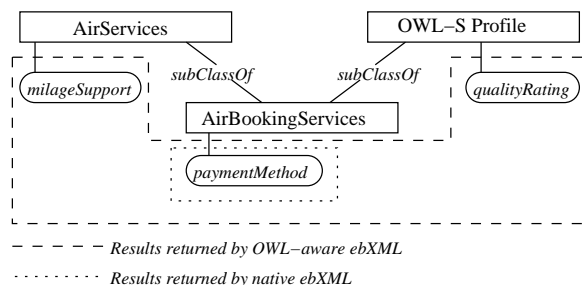 AirServices
OWL–S Profile
subClassOf
subClassOf
milageSupport
qualityRating
AirBookingServices
paymentMethod
Results returned by OWL–aware ebXML
Results returned by native ebXML